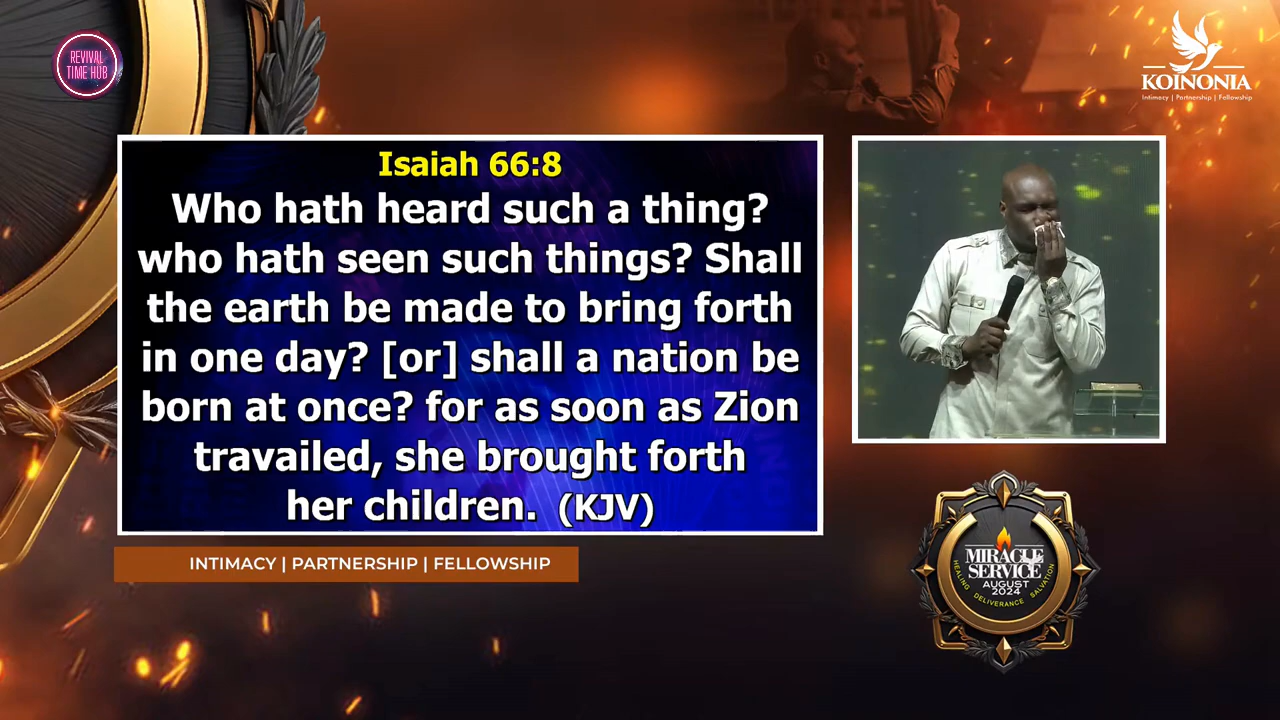 REVIVAL
TIME HUB
KOINONIA
Intimacy | Partnership | Fellowship
Isaiah 66:8
Who hath heard such a thing?
who hath seen such things? Shall
the earth be made to bring forth
in one day? [or] shall a nation be
born at once? for as soon as Zion
travailed, she brought forth
her children. (KJV)
INTIMACY | PARTNERSHIP | FELLOWSHIP
MIRACLE
SERVICE
AUGUST
2024
HEALING DELIVERANCE SALVATION